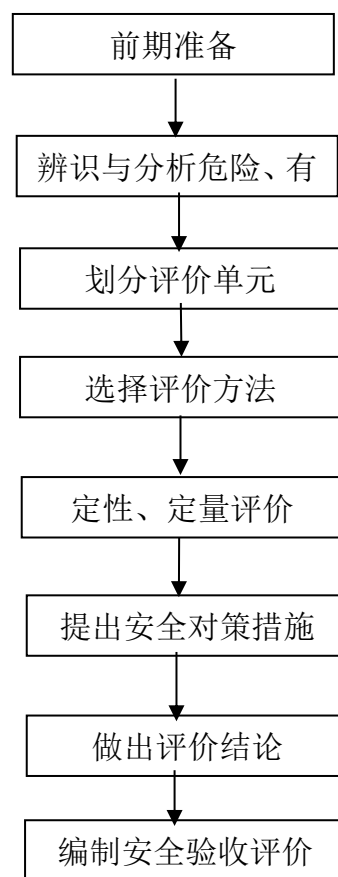 前期准备
辨识与分析危险、有
划分评价单元
选择评价方法
定性、定量评价
提出安全对策措施
做出评价结论
编制安全验收评价